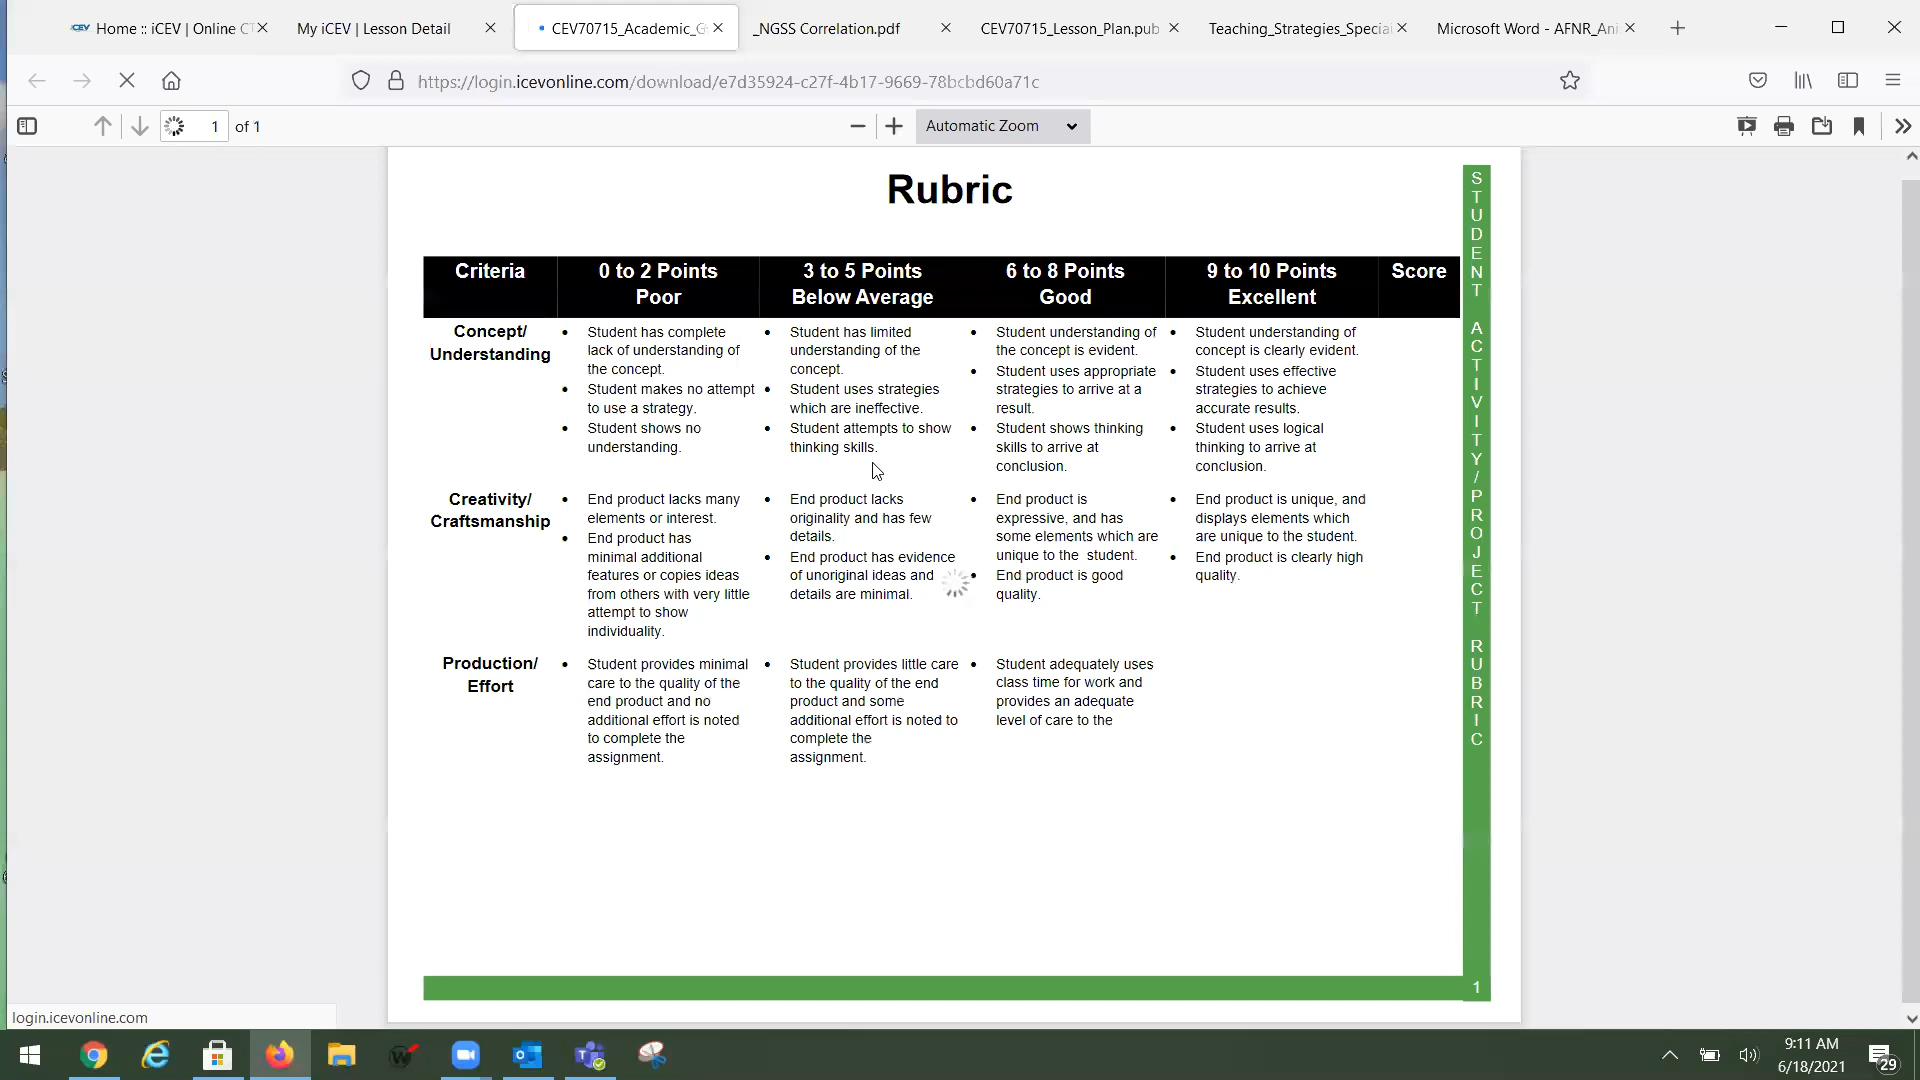 Home :: iCEV | Online CT
My iCEV | Lesson Detail
CEV70715_Academic_G
_NGSS Correlation.pdf
CEV70715_Lesson_Plan.pub
Teaching_Strategies_Special
Microsoft Word - AFNR_Ani
https://login.icevonline.com/download/e7d35924-c27f-4b17-9669-78bcbd60a71c
1 of 1
Automatic Zoom
Rubric
Criteria
0 to 2 Points
Poor
3 to 5 Points
Below Average
6 to 8 Points
Good
9 to 10 Points
Excellent
Score
Concept/
Understanding
• Student has complete
lack of understanding of
the concept.
• Student makes no attempt
to use a strategy.
• Student shows no
understanding.
• Student has limited
understanding of the
concept.
• Student uses strategies
which are ineffective.
• Student attempts to show
thinking skills.
• Student understanding of
the concept is evident.
• Student uses appropriate
strategies to arrive at a
result.
• Student shows thinking
skills to arrive at
conclusion.
• Student understanding of
concept is clearly evident.
• Student uses effective
strategies to achieve
accurate results.
• Student uses logical
thinking to arrive at
conclusion.
Creativity/
Craftsmanship
• End product lacks many
elements or interest.
• End product has
minimal additional
features or copies ideas
from others with very little
attempt to show
individuality.
• End product lacks
originality and has few
details.
• End product has evidence
of unoriginal ideas and
details are minimal.
• End product is
expressive, and has
some elements which are
unique to the student.
• End product is good
quality.
• End product is unique, and
displays elements which
are unique to the student.
• End product is clearly high
quality.
Production/
Effort
• Student provides minimal
care to the quality of the
end product and no
additional effort is noted
to complete the
assignment.
• Student provides little care
to the quality of the end
product and some
additional effort is noted to
complete the
assignment.
• Student adequately uses
class time for work and
provides an adequate
level of care to the
STUDENT ACTIVITY/PROJECT RUBRIC
1
login.icevonline.com
9:11 AM
6/18/2021
29